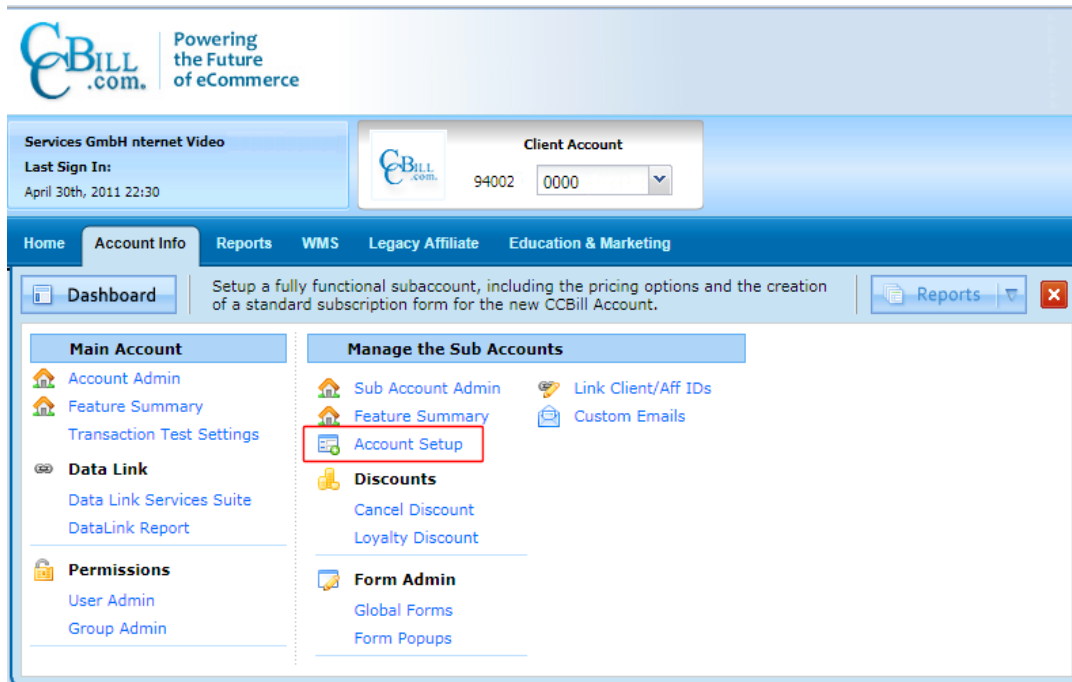 CCBILL
.com.
Powering
the Future
of eCommerce
Services GmbH nternet Video
Last Sign In:
April 30th, 2011 22:30
CCBILL
.com.
Client Account
94002
0000
Home
Account Info
Reports
WMS
Legacy Affiliate
Education & Marketing
Dashboard
Setup a fully functional subaccount, including the pricing options and the creation
of a standard subscription form for the new CCBill Account.
Reports
Main Account
Account Admin
Feature Summary
Transaction Test Settings
Data Link
Data Link Services Suite
DataLink Report
Permissions
User Admin
Group Admin
Manage the Sub Accounts
Sub Account Admin
Feature Summary
Account Setup
Link Client/Aff IDs
Custom Emails
Discounts
Cancel Discount
Loyalty Discount
Form Admin
Global Forms
Form Popups